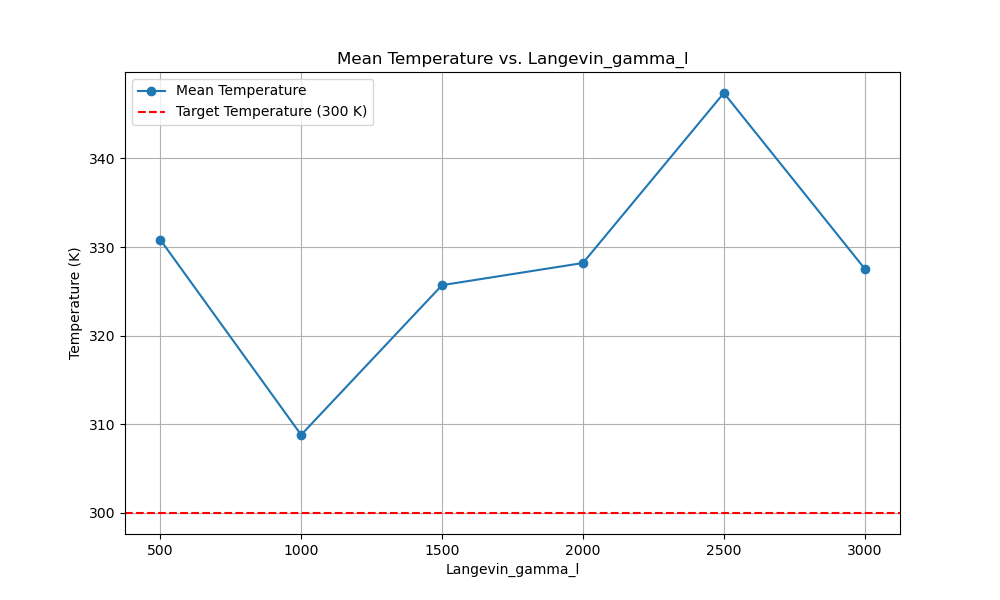 Mean Temperature vs. Langevin_gamma_l
Mean Temperature
Target Temperature (300 K)
Temperature (K)
340
330
320
310
300
500 1000 1500 2000 2500 3000
Langevin_gamma_l